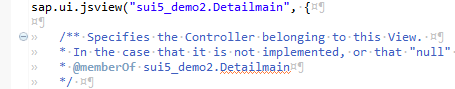 sap.ui.jsview("sui5_demo2.Detailmain", {
/** Specifies the Controller belonging to this View.
* In the case that it is not implemented, or that "null"
* @memberOf sui5_demo2.Detailmain
*/